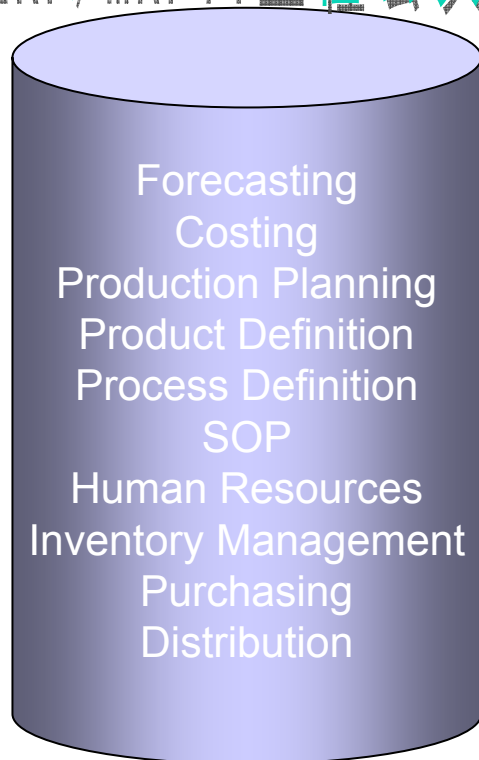 Forecasting
Costing
Production Planning
Product Definition
Process Definition
SOP
Human Resources
Inventory Management
Purchasing
Distribution